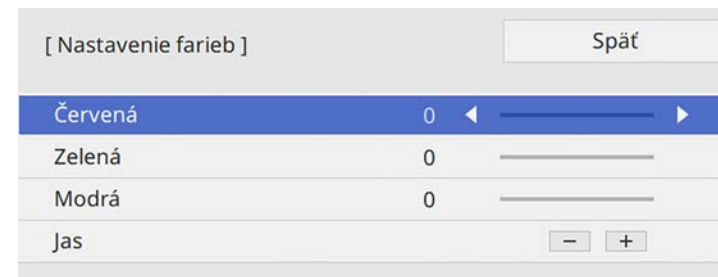 [ Nastavenie farieb ] Späť
Červená 0
Zelená 0
Modrá 0
Jas − +